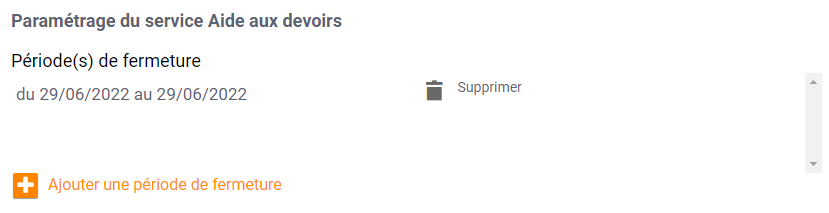 Paramétrage du service Aide aux devoirs
Période(s) de fermeture
du 29/06/2022 au 29/06/2022
Supprimer
Ajouter une période de fermeture